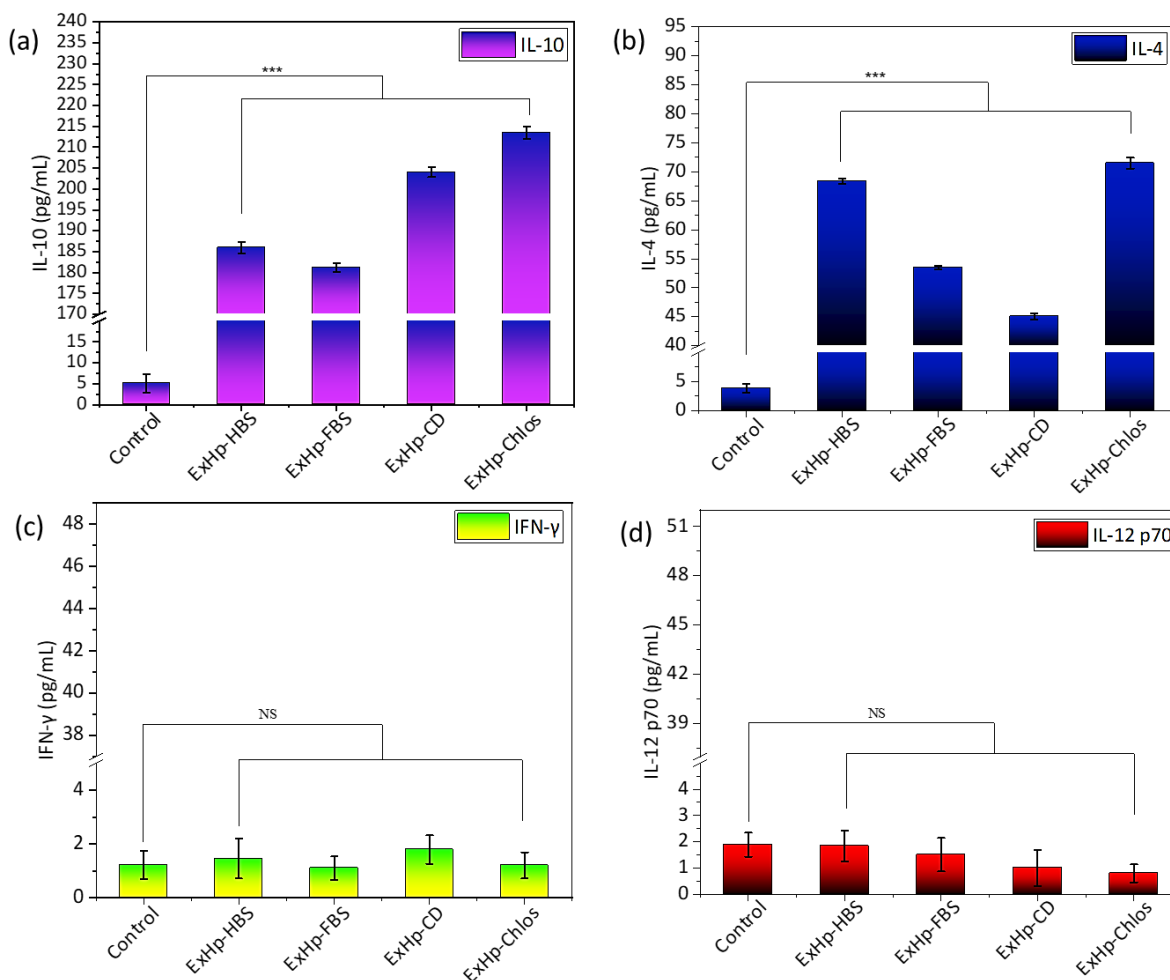 (a)
IL-10
***
IL-10 (pg/mL)
240
235
230
225
220
215
210
205
200
195
190
185
180
175
170
15
10
5
0
Control
ExHp-HBS
ExHp-FBS
ExHp-CD
ExHp-Chlos
(b)
IL-4
***
IL-4 (pg/mL)
95
90
85
80
75
70
65
60
55
50
45
40
5
0
Control
ExHp-HBS
ExHp-FBS
ExHp-CD
ExHp-Chlos
(c)
IFN-γ
NS
IFN-γ (pg/mL)
48
46
44
42
40
38
4
2
0
Control
ExHp-HBS
ExHp-FBS
ExHp-CD
ExHp-Chlos
(d)
IL-12 p70
NS
IL-12 p70 (pg/mL)
51
48
45
42
39
4
3
2
1
0
Control
ExHp-HBS
ExHp-FBS
ExHp-CD
ExHp-Chlos